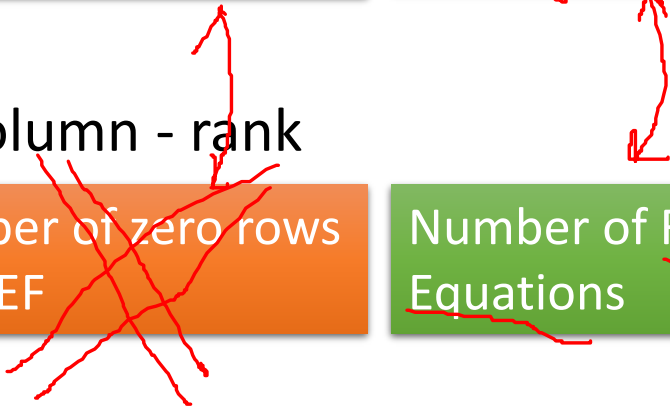 olumn - rank
ber of zero rows
EF
Number of
Equations